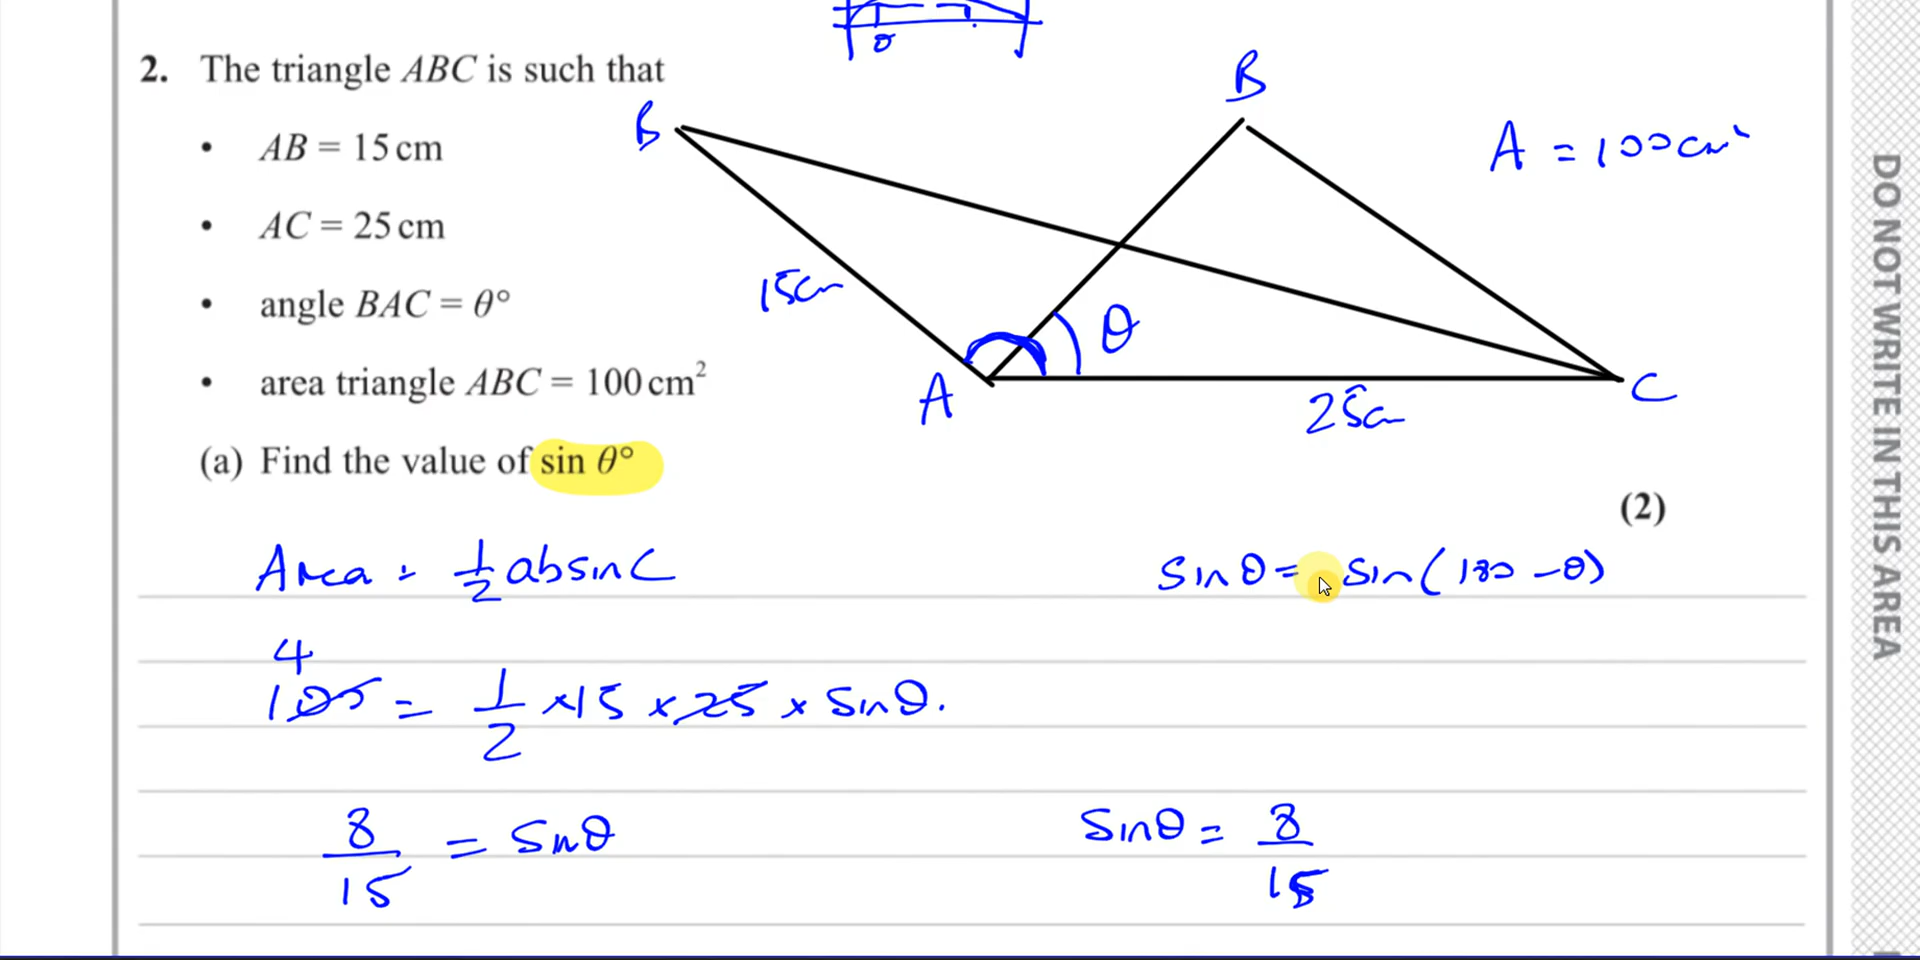 θ
2. The triangle ABC is such that
B
B
• AB = 15 cm
A = 100cm²
• AC = 25 cm
15cm
• angle BAC = θ°
θ
• area triangle ABC = 100 cm²
A
25cm
C
(a) Find the value of sin θ°
(2)
Area = 1/2 absinC
sinθ = sin(180 - θ)
4
100 = 1/2 × 15 × 25 × sinθ.
8/15 = sinθ
sinθ = 8/15
DO NOT WRITE IN THIS AREA